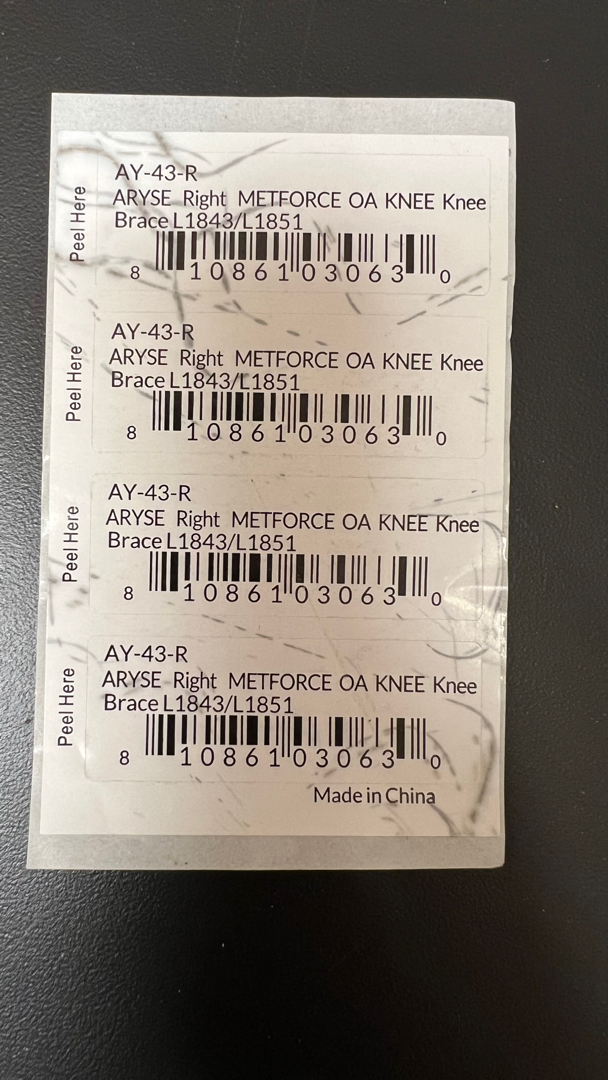 Peel Here
AY-43-R
ARYSE Right METFORCE OA KNEE Knee
Brace L1843/L1851
8 10861 03063 0
Peel Here
AY-43-R
ARYSE Right METFORCE OA KNEE Knee
Brace L1843/L1851
8 10861 03063 0
Peel Here
AY-43-R
ARYSE Right METFORCE OA KNEE Knee
Brace L1843/L1851
8 10861 03063 0
Peel Here
AY-43-R
ARYSE Right METFORCE OA KNEE Knee
Brace L1843/L1851
8 10861 03063 0
Made in China